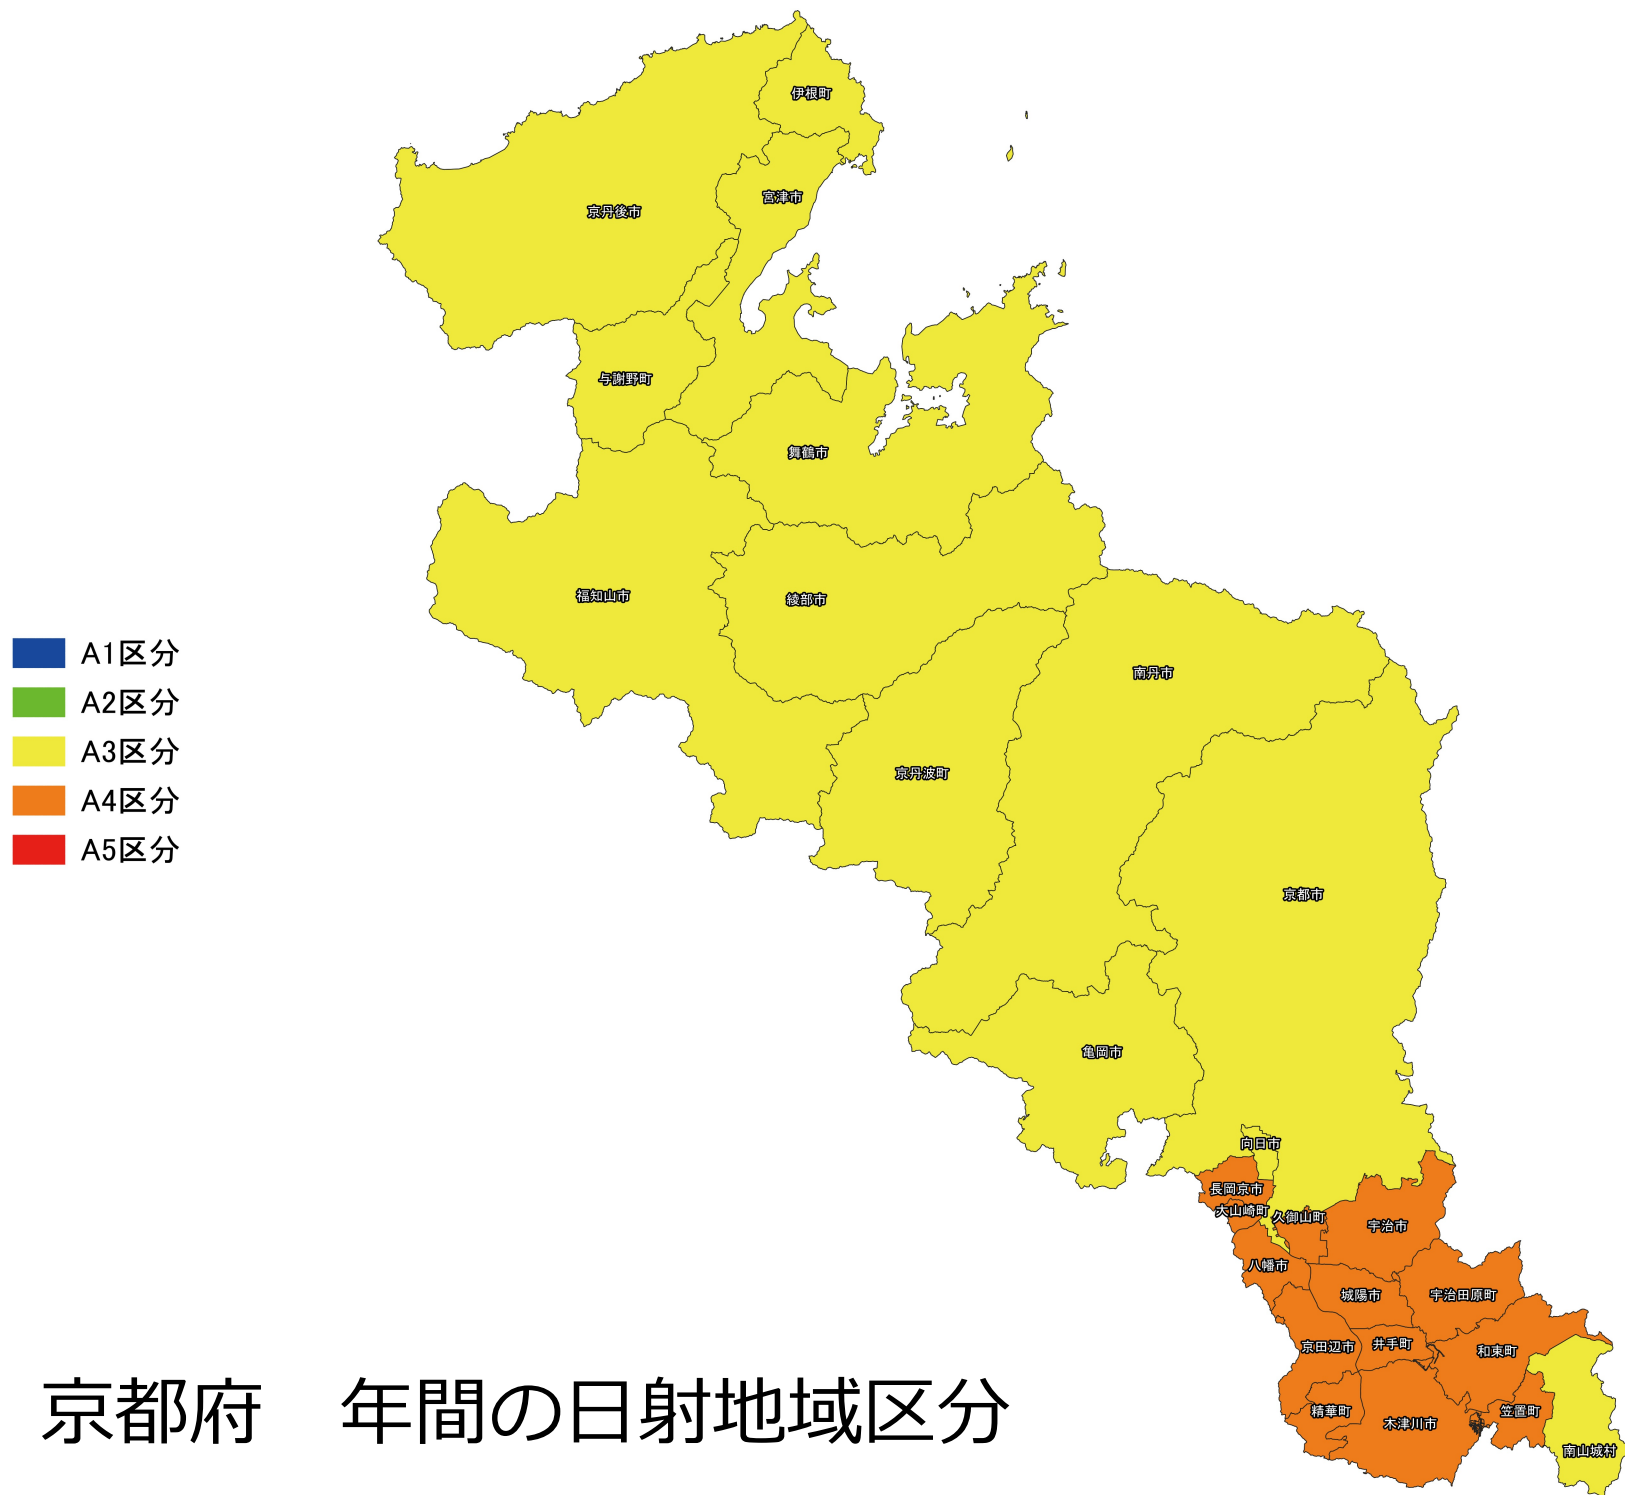 伊根町
宮津市
京丹後市
与謝野町
舞鶴市
福知山市
綾部市
南丹市
京丹波町
京都市
亀岡市
向日市
長岡京市
大山崎町
久御山町
宇治市
八幡市
城陽市
宇治田原町
京田辺市
井手町
和束町
精華町
木津川市
笠置町
南山城村
A1区分
A2区分
A3区分
A4区分
A5区分
京都府 年間の日射地域区分